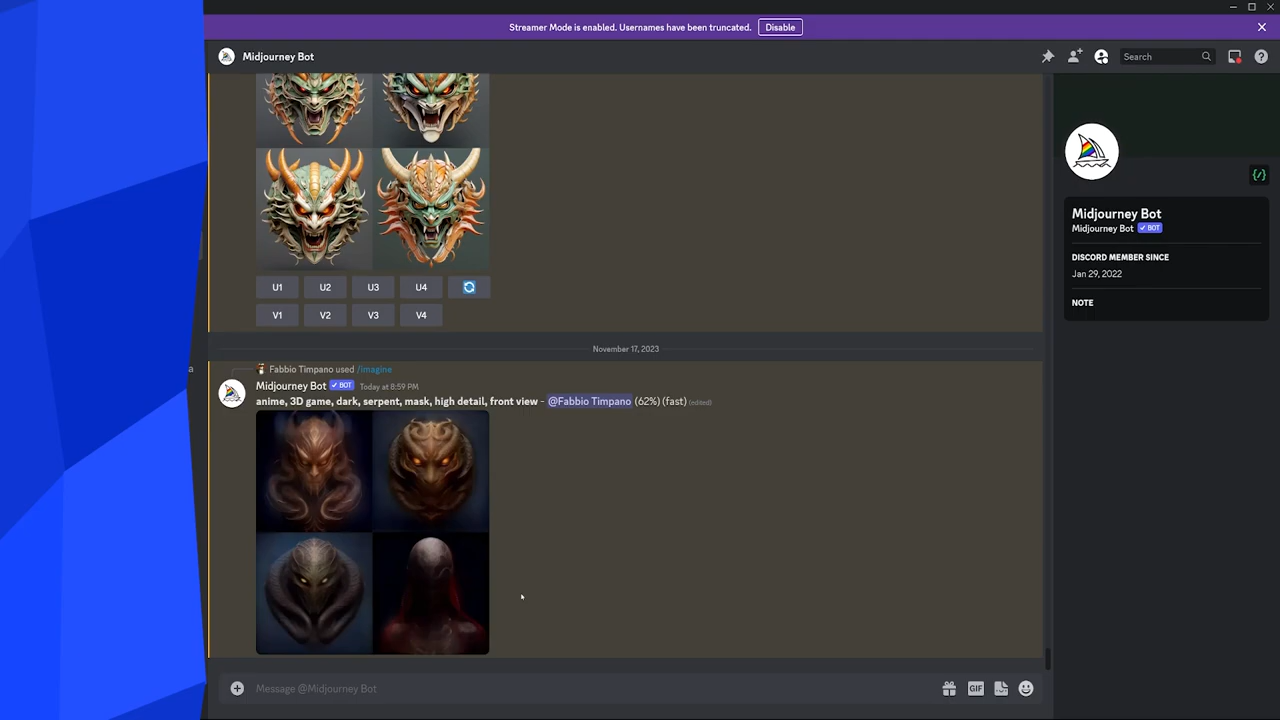 Streamer Mode is enabled. Usernames have been truncated. Disable
Midjourney Bot
Search
U1 U2 U3 U4
V1 V2 V3 V4
November 17, 2023
a
Fabbio Timpano used /imagine
Midjourney Bot BOT Today at 8:59 PM
anime, 3D game, dark, serpent, mask, high detail, front view - @Fabbio Timpano (62%) (fast) (edited)
Message @Midjourney Bot
GIF
{/}
Midjourney Bot
Midjourney Bot BOT
DISCORD MEMBER SINCE
Jan 29, 2022
NOTE